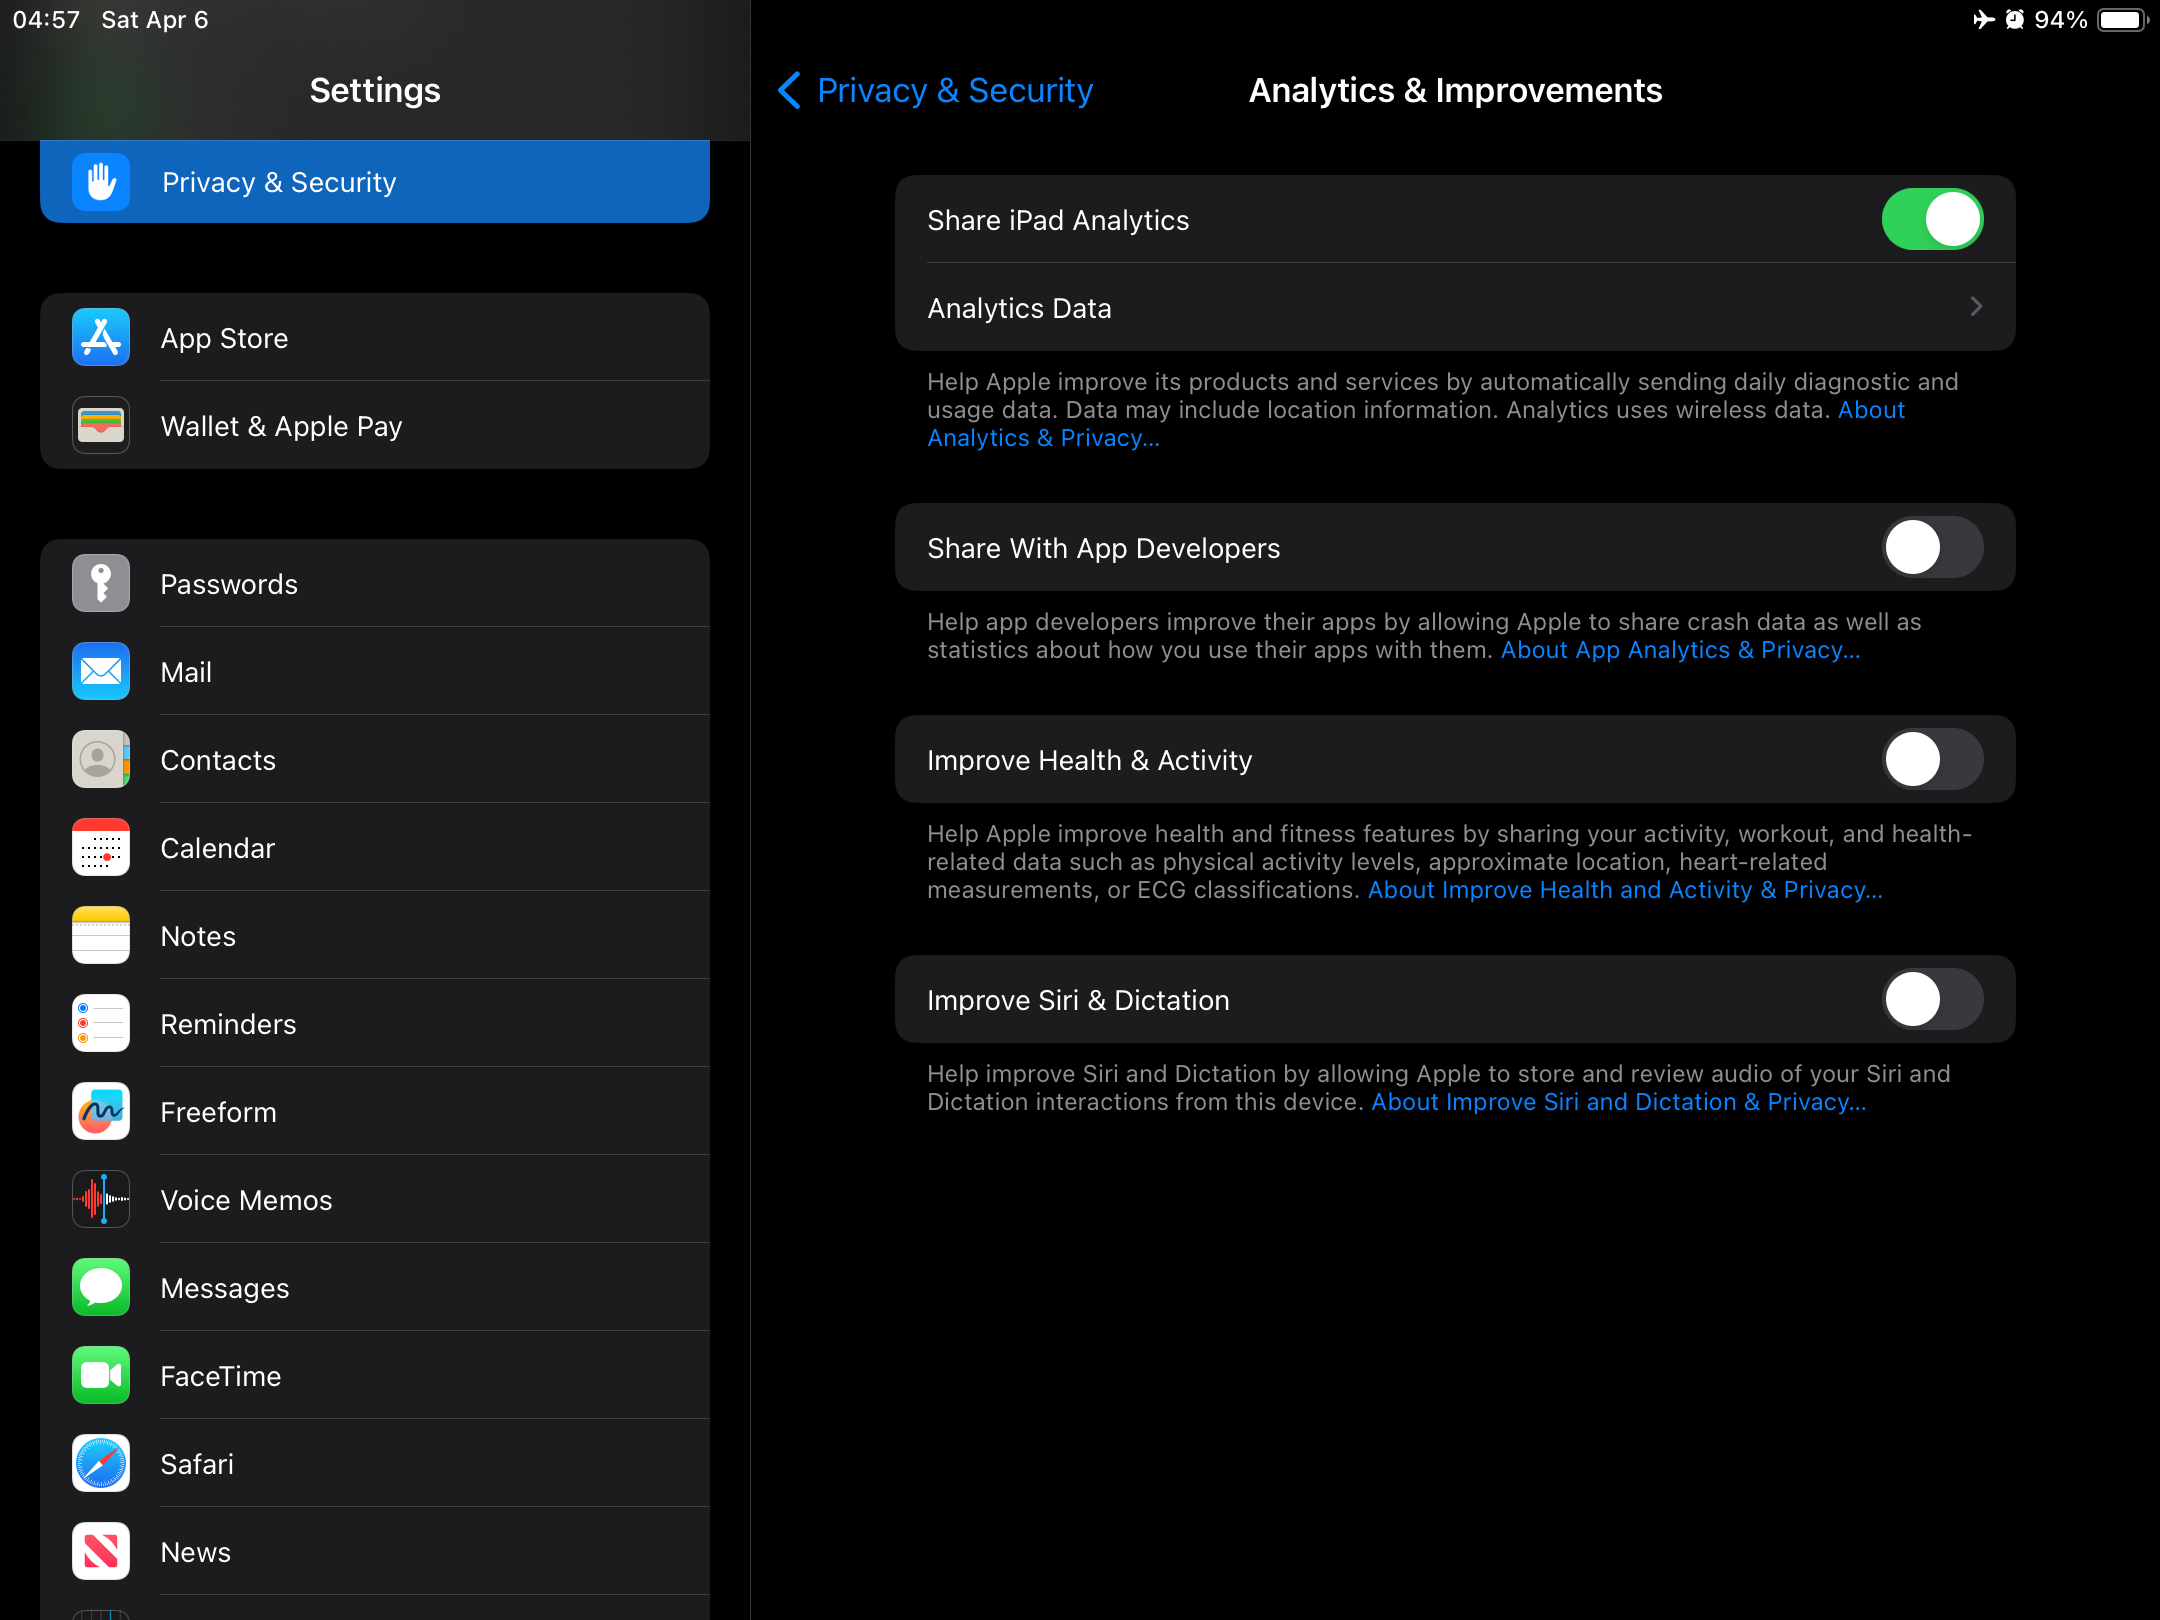 04:57 Sat Apr 6
94%
Settings
Privacy & Security
App Store
Wallet & Apple Pay
Passwords
Mail
Contacts
Calendar
Notes
Reminders
Freeform
Voice Memos
Messages
FaceTime
Safari
News
Privacy & Security
Analytics & Improvements
Share iPad Analytics
Analytics Data
Help Apple improve its products and services by automatically sending daily diagnostic and
usage data. Data may include location information. Analytics uses wireless data. About
Analytics & Privacy...
Share With App Developers
Help app developers improve their apps by allowing Apple to share crash data as well as
statistics about how you use their apps with them. About App Analytics & Privacy...
Improve Health & Activity
Help Apple improve health and fitness features by sharing your activity, workout, and health-
related data such as physical activity levels, approximate location, heart-related
measurements, or ECG classifications. About Improve Health and Activity & Privacy...
Improve Siri & Dictation
Help improve Siri and Dictation by allowing Apple to store and review audio of your Siri and
Dictation interactions from this device. About Improve Siri and Dictation & Privacy...